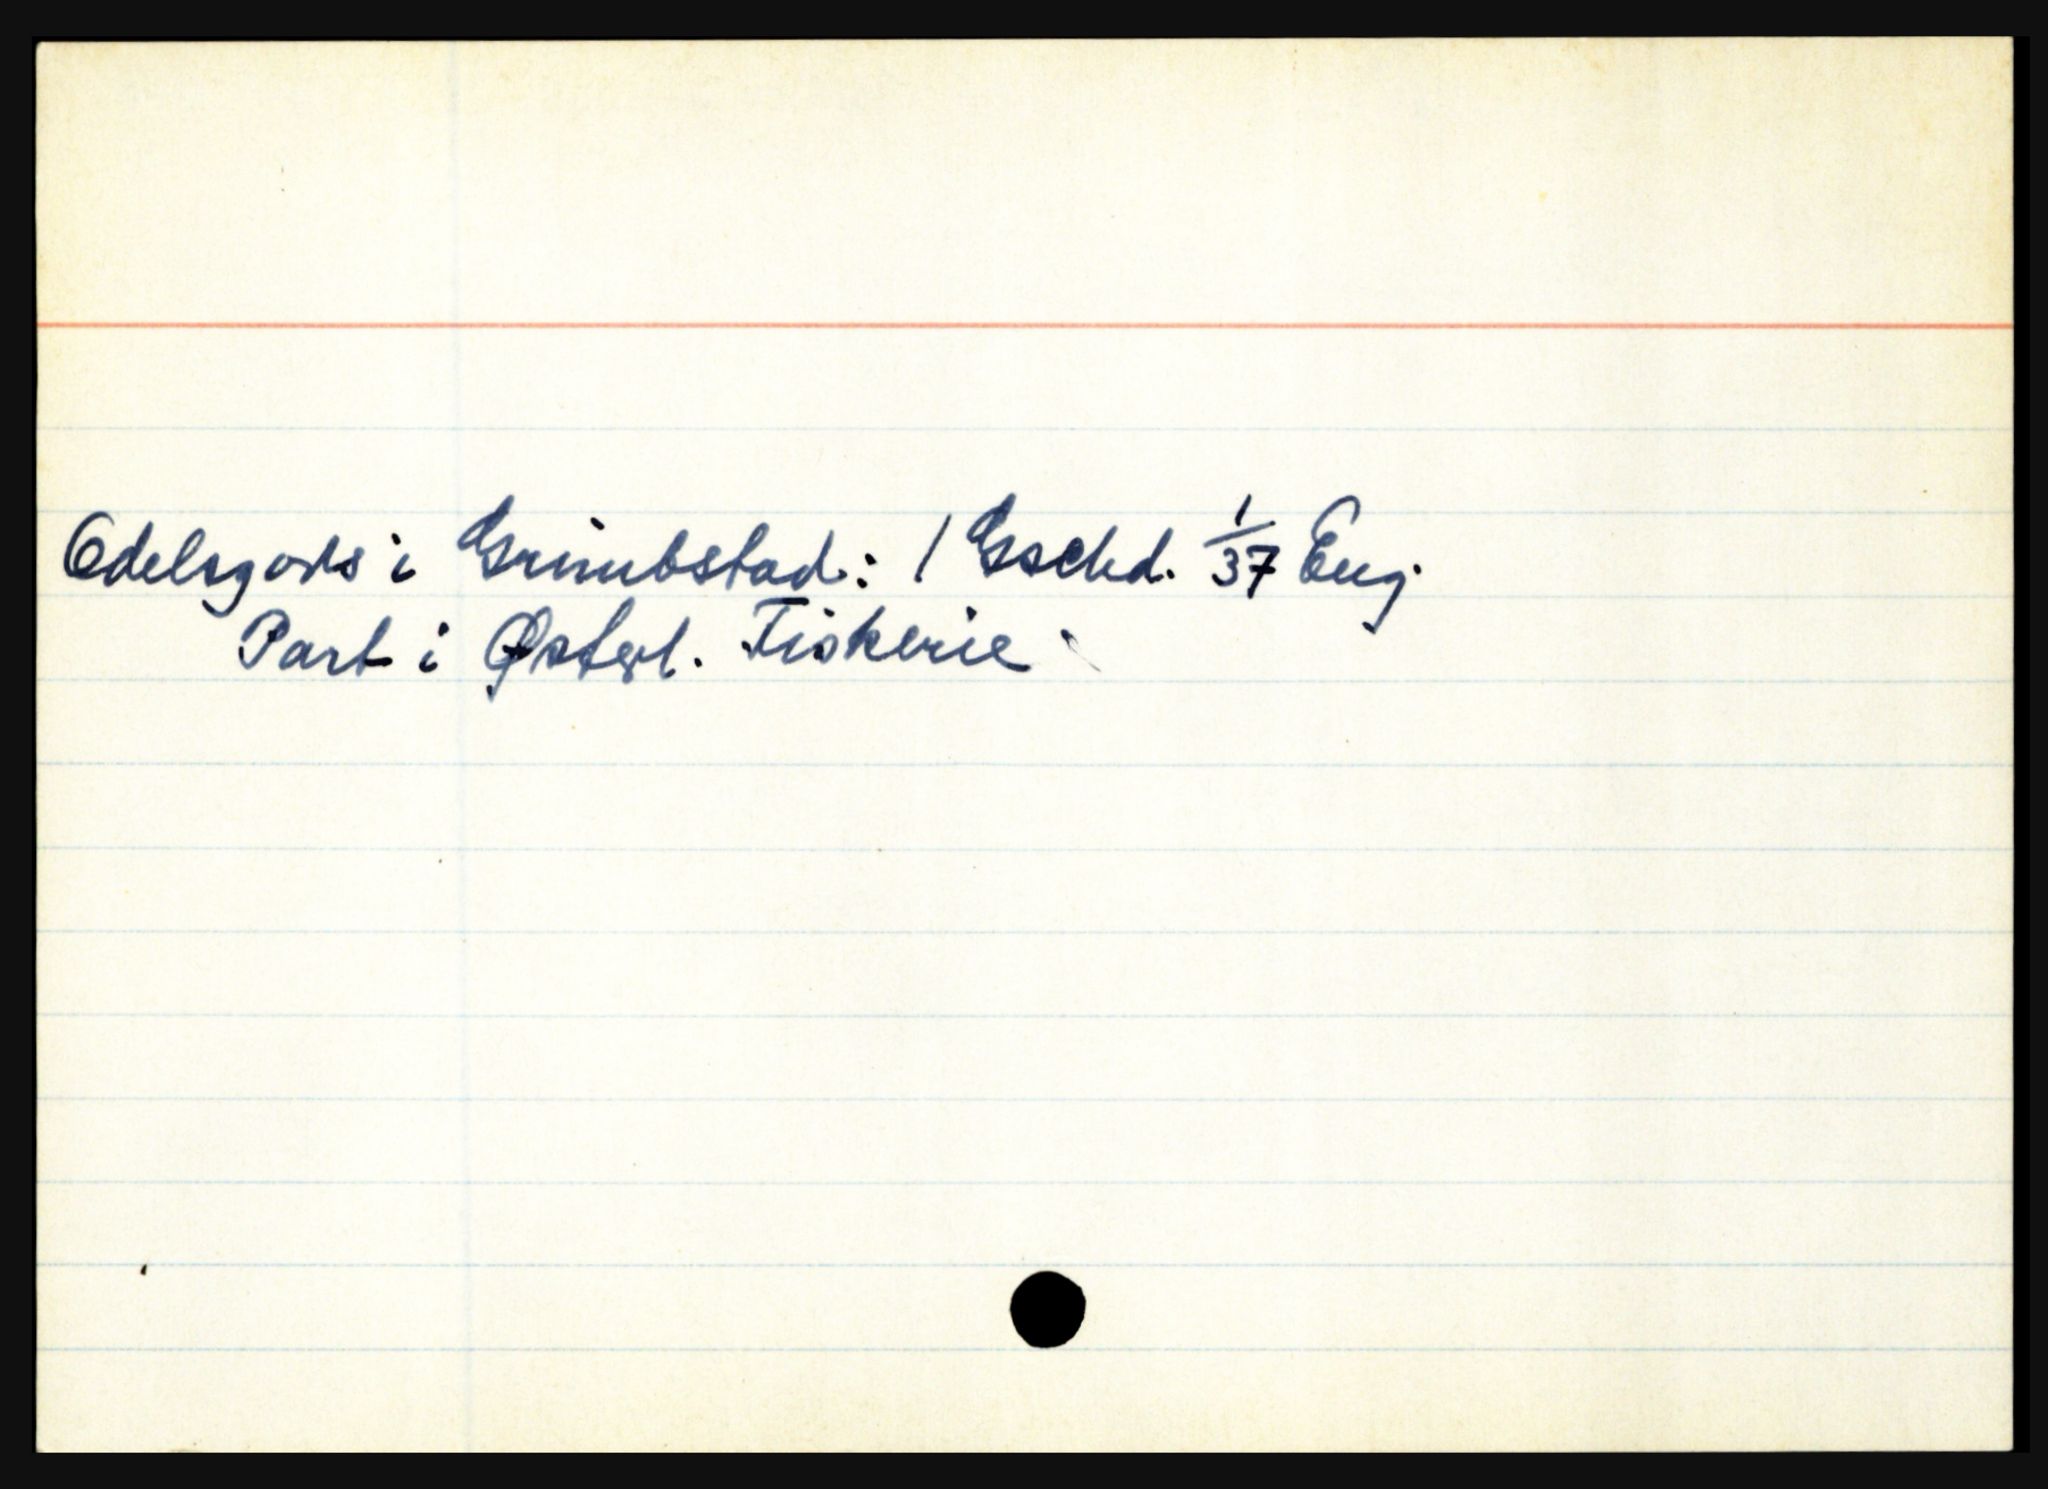 Odelsgods i Grimbstad: 1 Gschd. 1/37 Eng.
Part i Østerl. Fiskerie